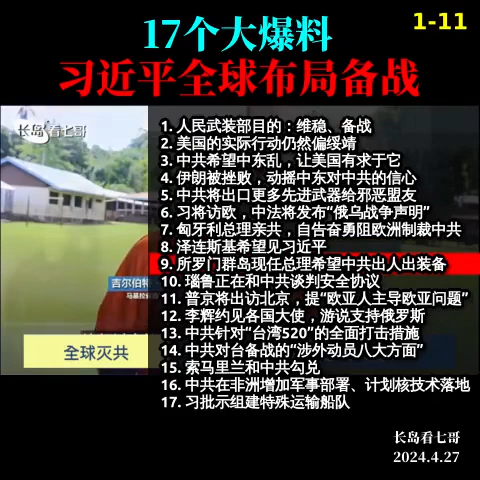 1-11
17个大爆料
习近平全球布局备战
长岛看七哥
1. 人民武装部目的：维稳、备战
2. 美国的实际行动仍然偏绥靖
3. 中共希望中东乱，让美国有求于它
4. 伊朗被挫败，动摇中东对中共的信心
5. 中共将出口更多先进武器给邪恶盟友
6. 习将访欧，中法将发布“俄乌战争声明”
7. 匈牙利总理亲共，自告奋勇阻欧洲制裁中共
8. 泽连斯基希望见习近平
9. 所罗门群岛现任总理希望中共出人出装备
10. 瑙鲁正在和中共谈判安全协议
11. 普京将出访北京，提“欧亚人主导欧亚问题”
12. 李辉约见各国大使，游说支持俄罗斯
13. 中共针对“台湾520”的全面打击措施
14. 中共对台备战的“涉外动员八大方面”
15. 索马里兰和中共勾兑
16. 中共在非洲增加军事部署、计划核技术落地
17. 习批示组建特殊运输船队
吉尔伯特
全球灭共
长岛看七哥
2024.4.27